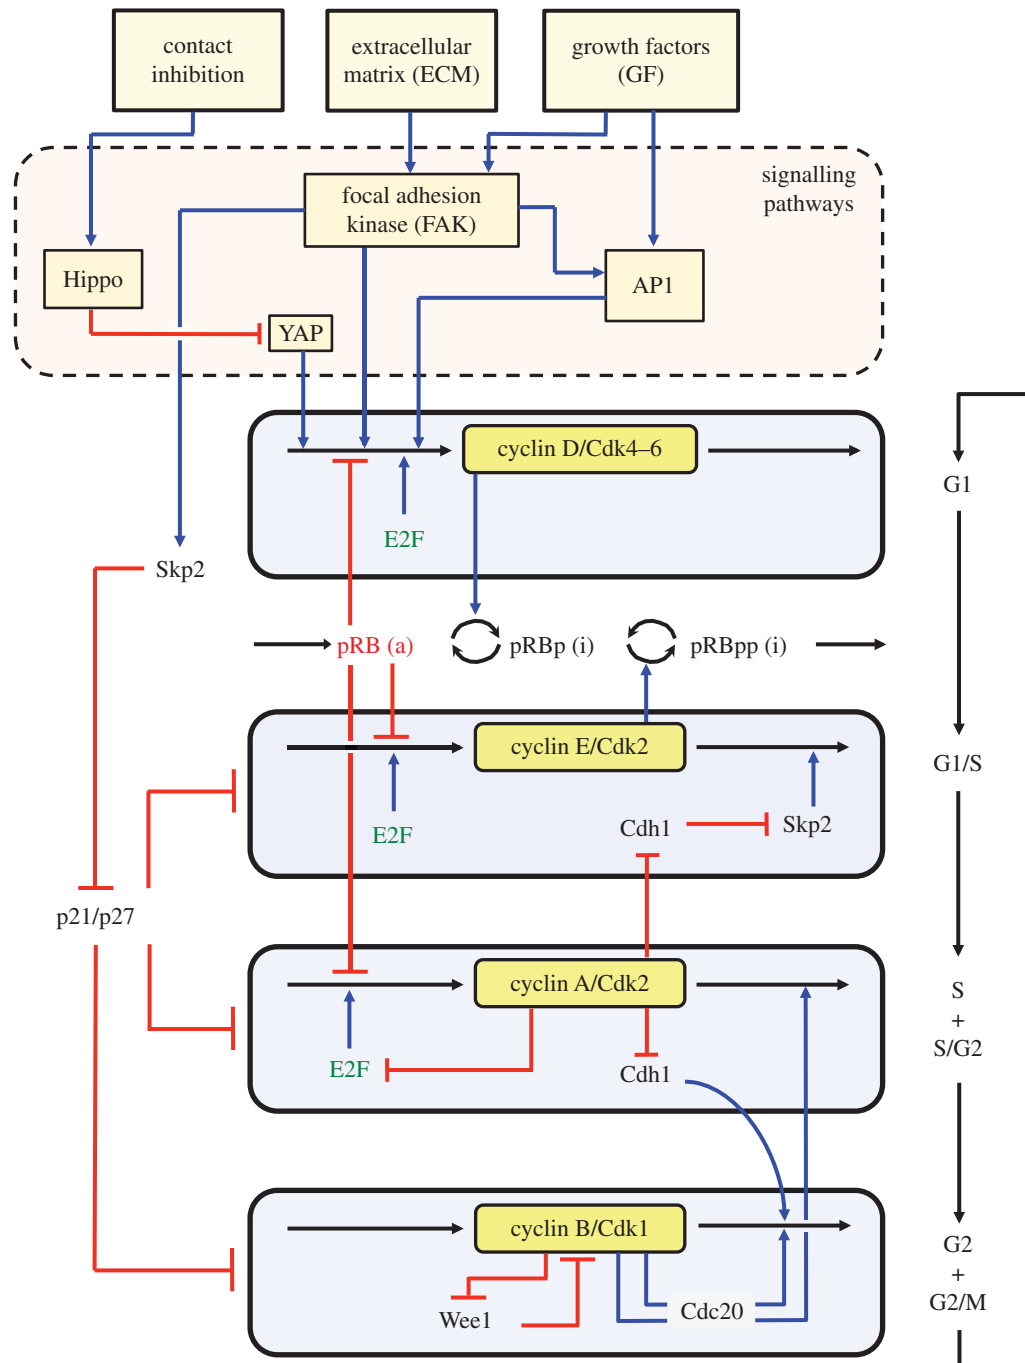 contact
inhibition
extracellular
matrix (ECM)
growth factors
(GF)
signalling
pathways
focal adhesion
kinase (FAK)
Hippo
AP1
YAP
cyclin D/Cdk4–6
G1
E2F
Skp2
pRB (a)
pRBp (i)
pRBpp (i)
cyclin E/Cdk2
G1/S
E2F
Cdh1
Skp2
p21/p27
cyclin A/Cdk2
S
+
S/G2
E2F
Cdh1
cyclin B/Cdk1
G2
+
G2/M
Wee1
Cdc20